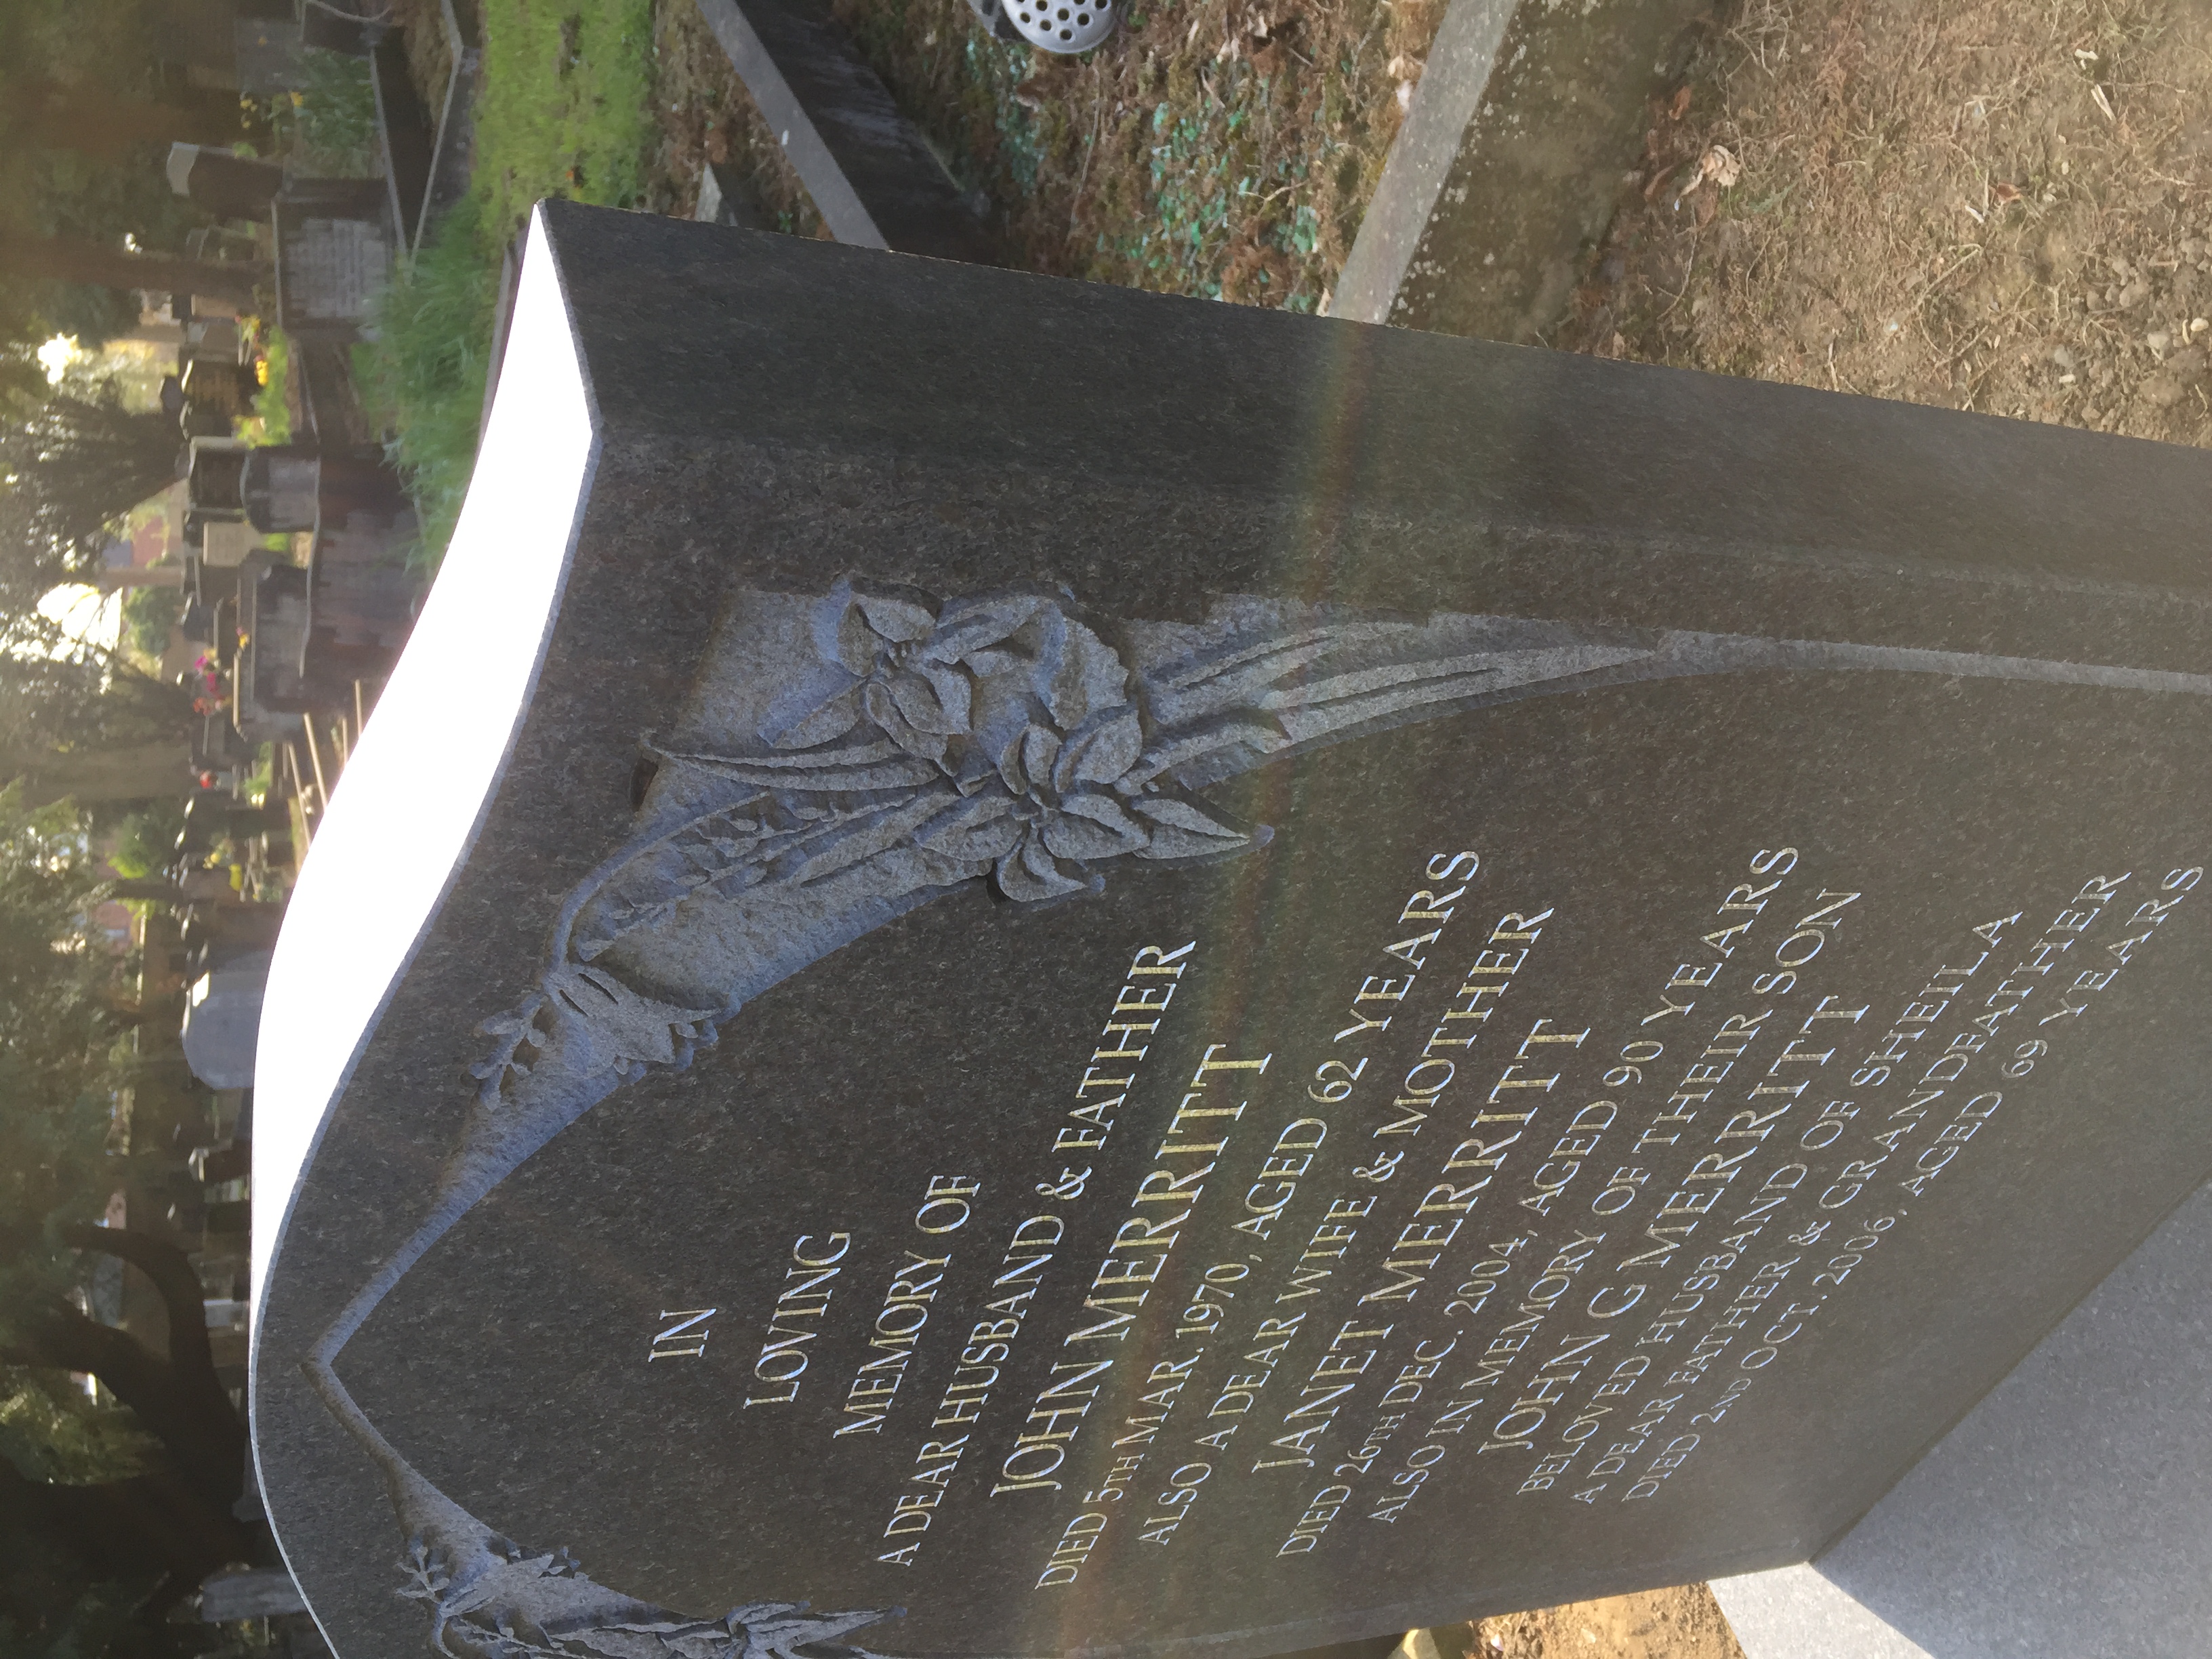 IN
LOVING
MEMORY OF
A DEAR HUSBAND & FATHER
JOHN MERRITT
DIED 5TH MAR. 1970, AGED 62 YEARS
ALSO A DEAR WIFE & MOTHER
JANET MERRITT
DIED 26TH DEC. 2004, AGED 90 YEARS
ALSO IN MEMORY OF THEIR SON
JOHN G MERRITT
BELOVED HUSBAND OF SHEILA
A DEAR FATHER & GRANDFATHER
DIED 2ND OCT. 2006, AGED 69 YEARS